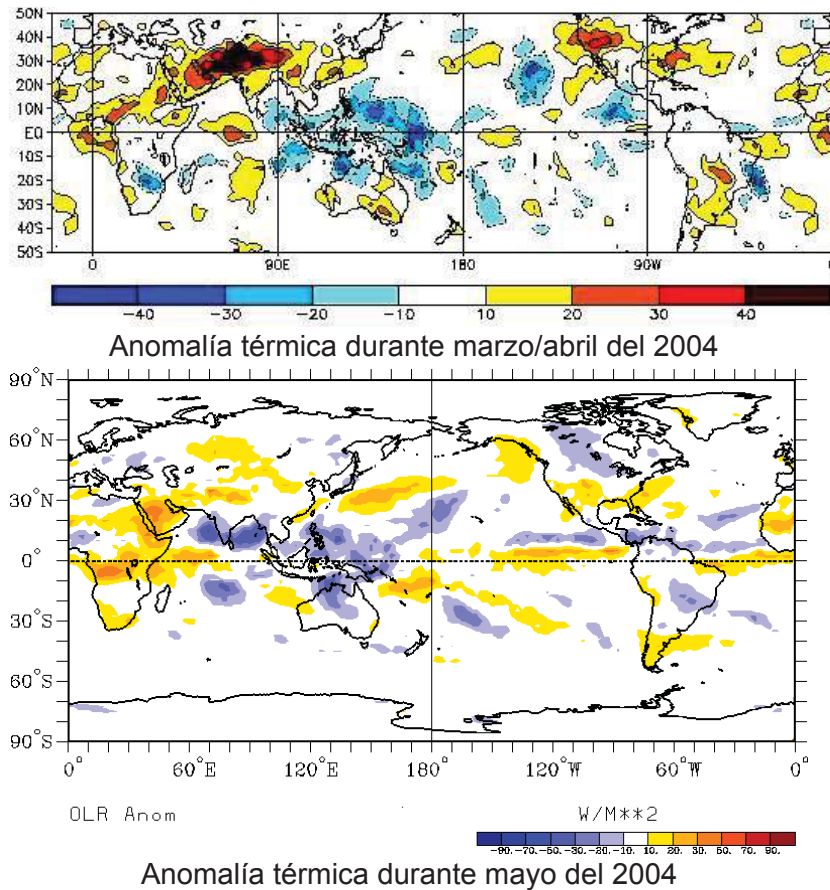 50N
40N
30N
20N
10N
EQ
10S
20S
30S
40S
50S
0 90E 180 90W
-40 -30 -20 -10 10 20 30 40
Anomalía térmica durante marzo/abril del 2004
90°N
60°N
30°N
0°
30°S
60°S
90°S
0° 60°E 120°E 180° 120°W 60°W 0°
OLR Anom W/M**2
-90. -70. -50. -30. -20. -10. 10. 20. 30. 50. 70. 90.
Anomalía térmica durante mayo del 2004